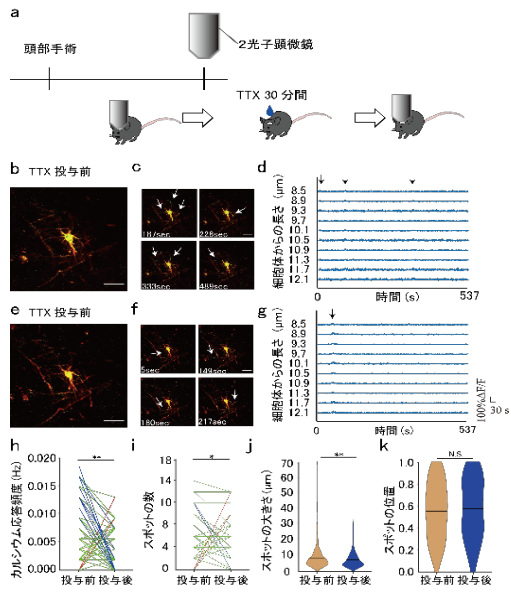 a
頭部手術
2光子顕微鏡
TTX 30 分間
b TTX 投与前
c
187sec
228sec
333sec
489sec
d
細胞体からの長さ (μm)
8.5
8.9
9.3
9.7
10.1
10.5
10.9
11.3
11.7
12.1
0 時間 (s) 537
e TTX 投与前
f
5sec
149sec
160sec
217sec
g
細胞体からの長さ (μm)
8.5
8.9
9.3
9.7
10.1
10.5
10.9
11.3
11.7
12.1
0 時間 (s) 537
100%ΔF/F
30 s
h
カルシウム応答頻度 (Hz)
**
0.020
0.015
0.010
0.005
0.000
投与前 投与後
i
スポットの数
*
18
16
14
12
10
8
6
4
2
0
投与前 投与後
j
スポットの大きさ (μm)
**
70
60
50
40
30
20
10
0
投与前 投与後
k
スポットの位置
N.S.
1.0
0.8
0.6
0.4
0.2
0.0
投与前 投与後